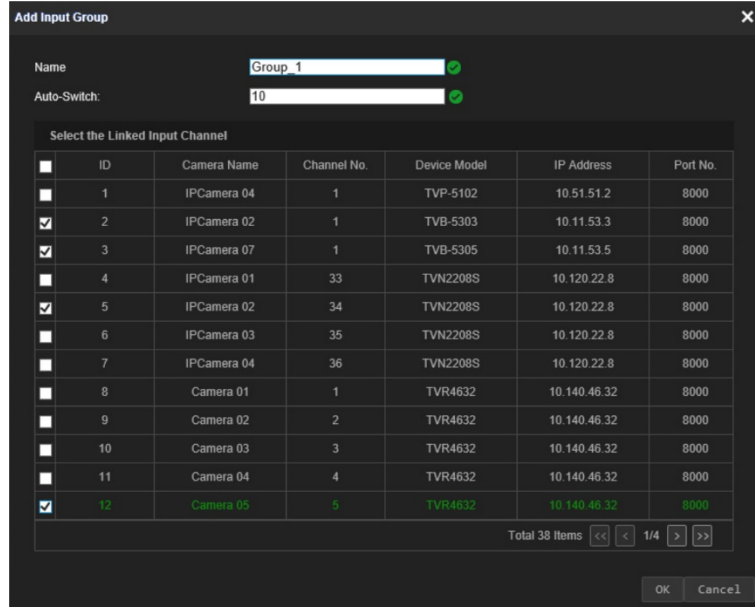 Add Input Group
Name Group_1
Auto-Switch: 10
Select the Linked Input Channel
ID Camera Name Channel No. Device Model IP Address Port No.
1 IPCamera 04 1 TVP-5102 10.51.51.2 8000
2 IPCamera 02 1 TVB-5303 10.11.53.3 8000
3 IPCamera 07 1 TVB-5305 10.11.53.5 8000
4 IPCamera 01 33 TVN2208S 10.120.22.8 8000
5 IPCamera 02 34 TVN2208S 10.120.22.8 8000
6 IPCamera 03 35 TVN2208S 10.120.22.8 8000
7 IPCamera 04 36 TVN2208S 10.120.22.8 8000
8 Camera 01 1 TVR4632 10.140.46.32 8000
9 Camera 02 2 TVR4632 10.140.46.32 8000
10 Camera 03 3 TVR4632 10.140.46.32 8000
11 Camera 04 4 TVR4632 10.140.46.32 8000
12 Camera 05 5 TVR4632 10.140.46.32 8000
Total 38 Items << < 1/4 > >>
OK Cancel